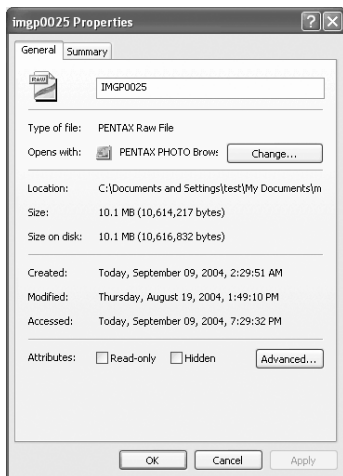 imgp0025 Properties
General Summary
RAW
IMGP0025
Type of file: PENTAX Raw File
Opens with: PENTAX PHOTO Brows Change...
Location: C:\Documents and Settings\test\My Documents\m
Size: 10.1 MB (10,614,217 bytes)
Size on disk: 10.1 MB (10,616,832 bytes)
Created: Today, September 09, 2004, 2:29:51 AM
Modified: Thursday, August 19, 2004, 1:49:10 PM
Accessed: Today, September 09, 2004, 7:29:32 PM
Attributes: Read-only Hidden Advanced...
OK Cancel Apply